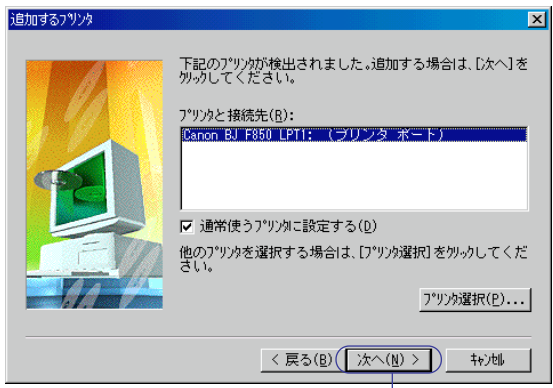 追加するﾌﾟﾘﾝﾀ
下記のﾌﾟﾘﾝﾀが検出されました。追加する場合は、[次へ]を
ｸﾘｯｸしてください。
ﾌﾟﾘﾝﾀと接続先(R):
Canon BJ F850 LPT1: （プリンタ ポート）
通常使うﾌﾟﾘﾝﾀに設定する(D)
他のﾌﾟﾘﾝﾀを選択する場合は、[ﾌﾟﾘﾝﾀ選択]をｸﾘｯｸしてくだ
さい。
ﾌﾟﾘﾝﾀ選択(P)...
< 戻る(B) 次へ(N) > ｷｬﾝｾﾙ